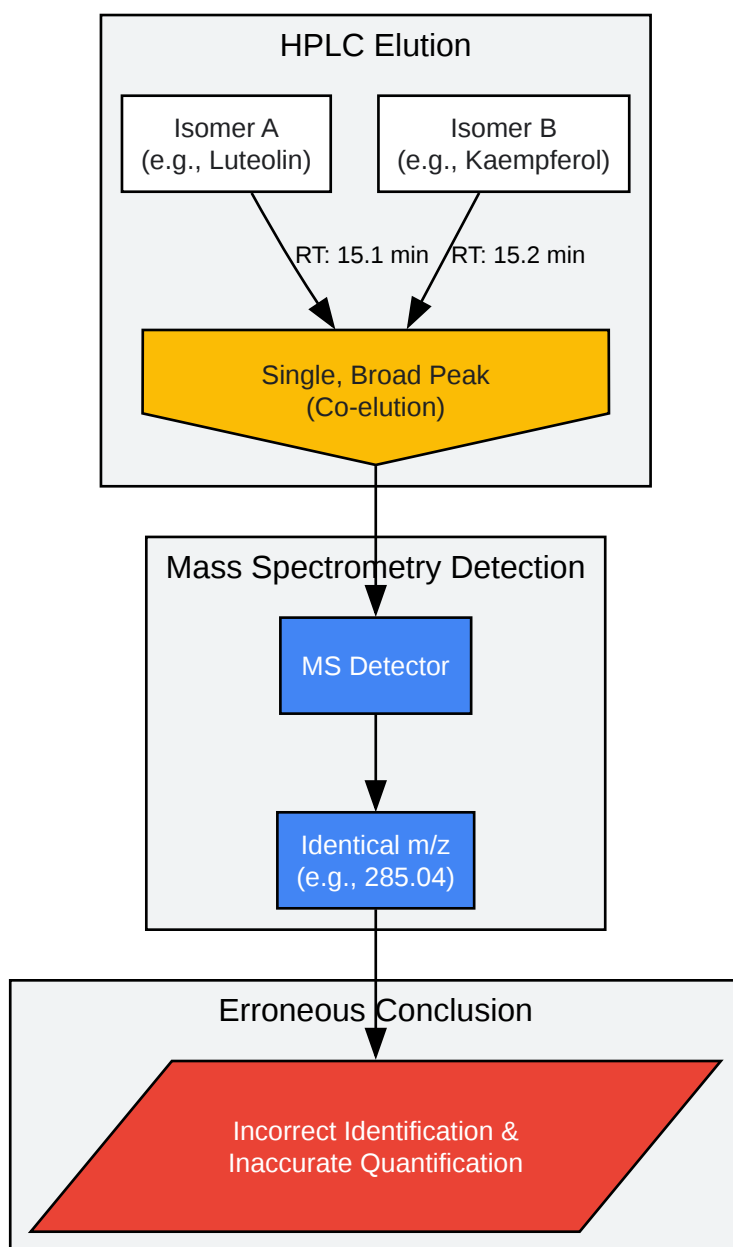 HPLC Elution
Isomer A
(e.g., Luteolin)
Isomer B
(e.g., Kaempferol)
RT: 15.1 min
RT: 15.2 min
Single, Broad Peak
(Co-elution)
Mass Spectrometry Detection
MS Detector
Identical m/z
(e.g., 285.04)
Erroneous Conclusion
Incorrect Identification &
Inaccurate Quantification